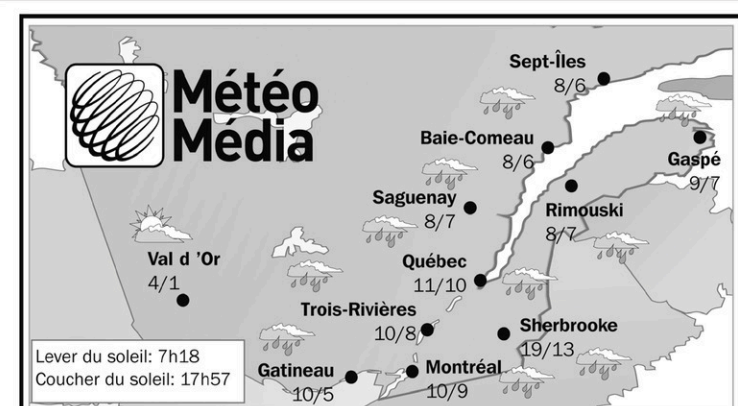 Météo
Média
Sept-Îles
8/6
Baie-Comeau
8/6
Gaspé
9/7
Saguenay
8/7
Rimouski
8/7
Val d 'Or
4/1
Québec
11/10
Trois-Rivières
10/8
Sherbrooke
19/13
Lever du soleil: 7h18
Coucher du soleil: 17h57
Gatineau
10/5
Montréal
10/9